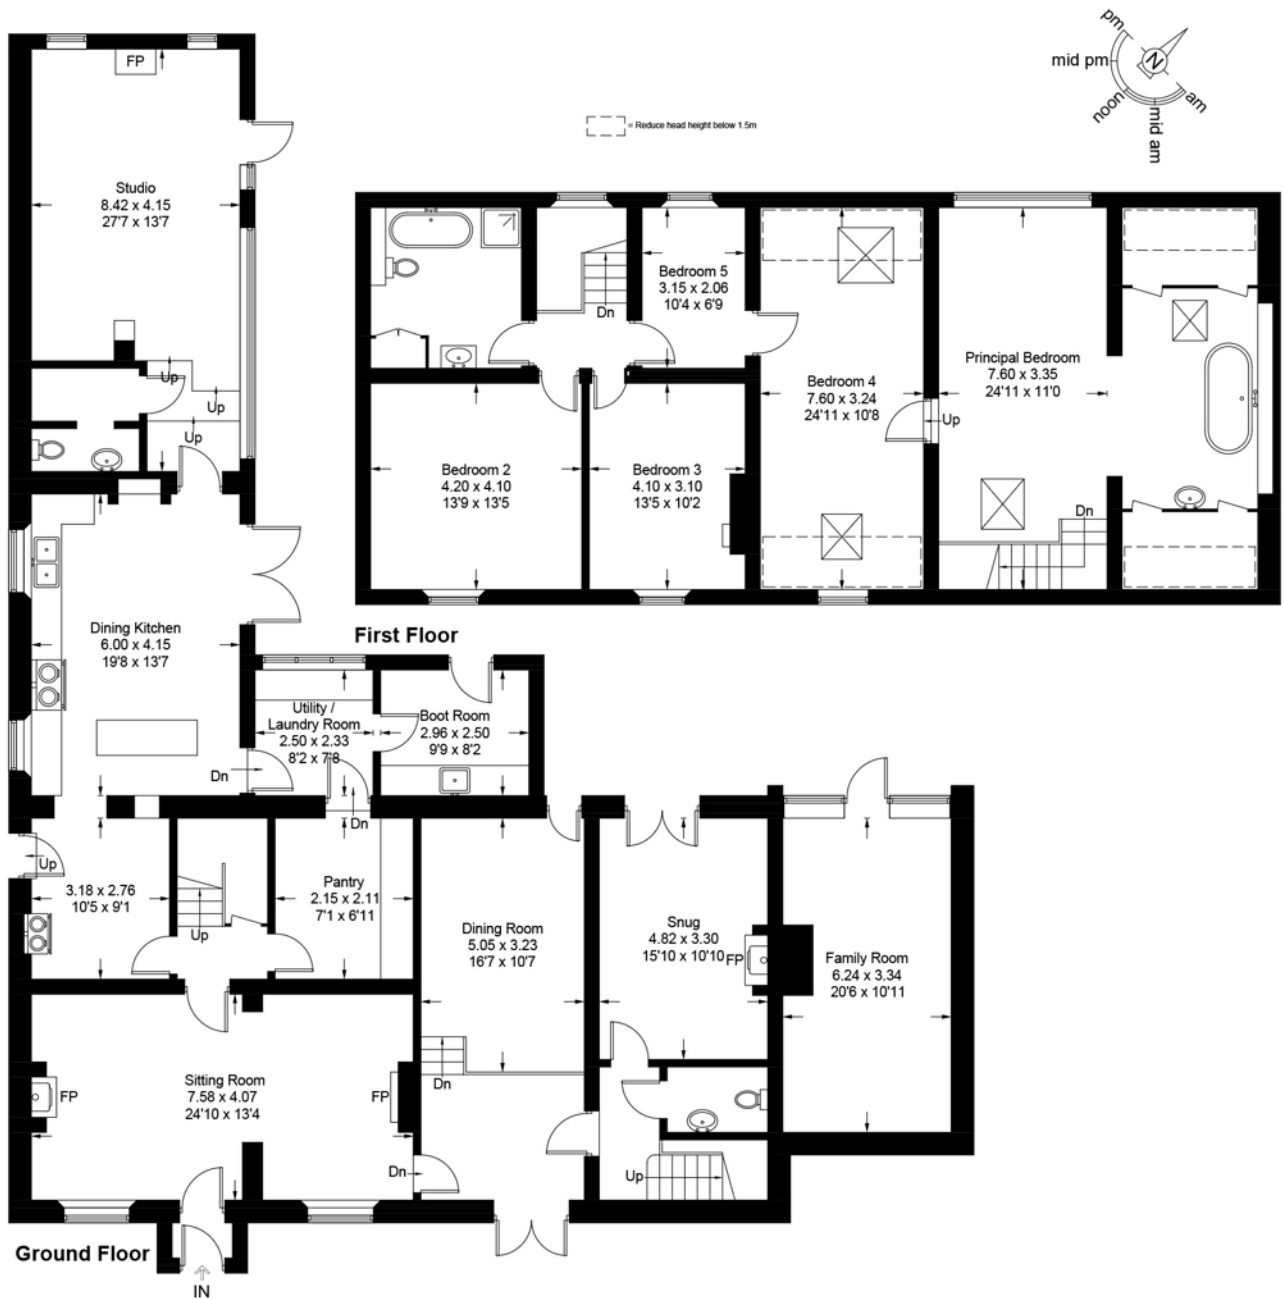 FP
Studio
8.42 x 4.15
27'7 x 13'7
Up
Up
Up
pm
mid pm
N
noon
mid am
am
= Reduce head height below 1.5m
Dn
Bedroom 5
3.15 x 2.06
10'4 x 6'9
Bedroom 4
7.60 x 3.24
24'11 x 10'8
Principal Bedroom
7.60 x 3.35
24'11 x 11'0
Up
Bedroom 2
4.20 x 4.10
13'9 x 13'5
Bedroom 3
4.10 x 3.10
13'5 x 10'2
Dn
First Floor
Dining Kitchen
6.00 x 4.15
19'8 x 13'7
Dn
Utility /
Laundry Room
2.50 x 2.33
8'2 x 7'8
Boot Room
2.96 x 2.50
9'9 x 8'2
Dn
Up
3.18 x 2.76
10'5 x 9'1
Up
Pantry
2.15 x 2.11
7'1 x 6'11
Dining Room
5.05 x 3.23
16'7 x 10'7
Dn
Snug
4.82 x 3.30
15'10 x 10'10
FP
Family Room
6.24 x 3.34
20'6 x 10'11
FP
Sitting Room
7.58 x 4.07
24'10 x 13'4
FP
Dn
Up
Ground Floor
IN